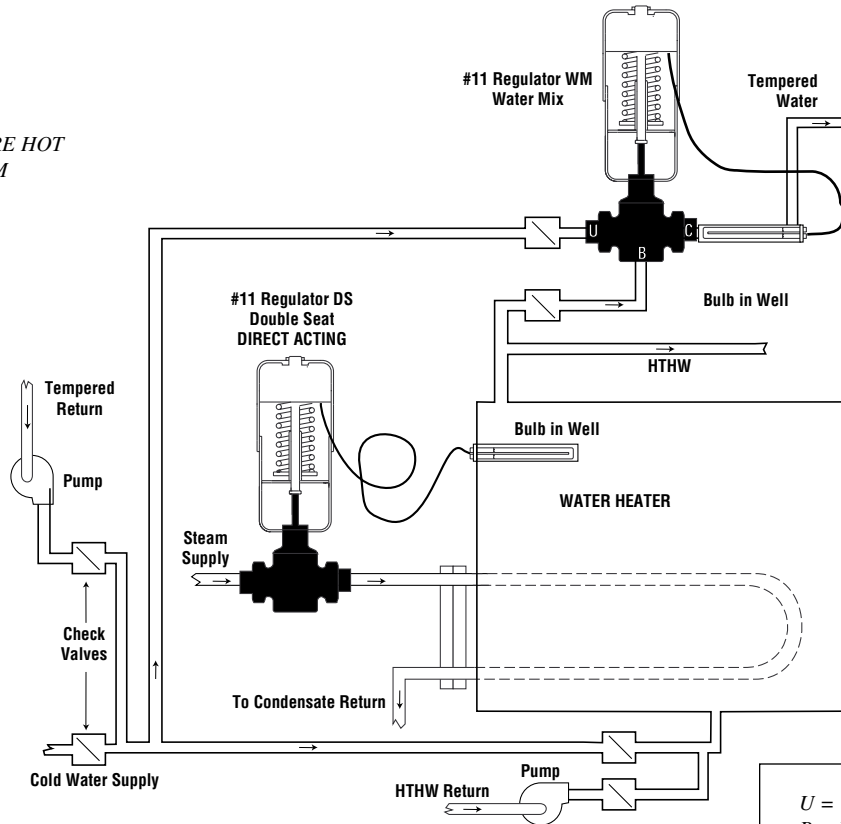 #11 Regulator WM
Water Mix
Tempered
Water
RE HOT
M
U
C
B
#11 Regulator DS
Double Seat
DIRECT ACTING
Bulb in Well
HTHW
Tempered
Return
Pump
Bulb in Well
WATER HEATER
Steam
Supply
Check
Valves
To Condensate Return
Cold Water Supply
HTHW Return
Pump
U =